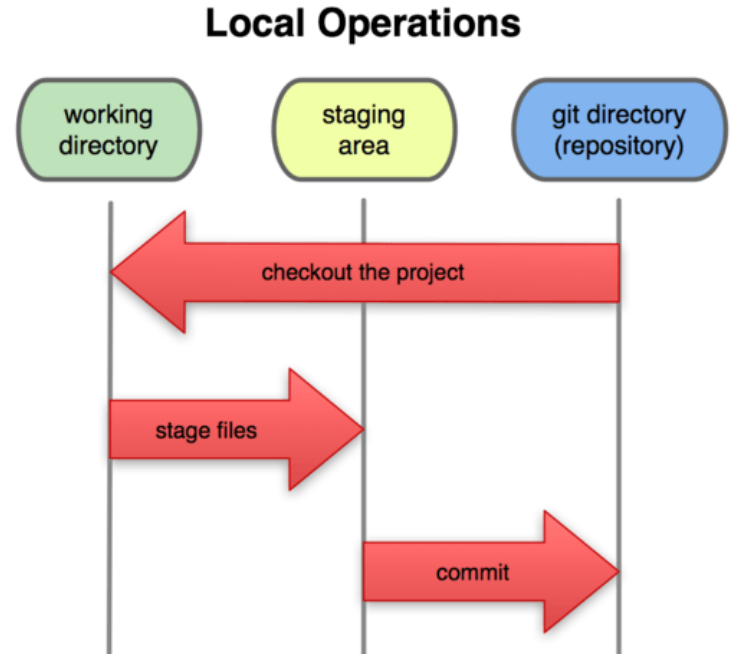 Local Operations
working
directory
staging
area
git directory
(repository)
checkout the project
stage files
commit